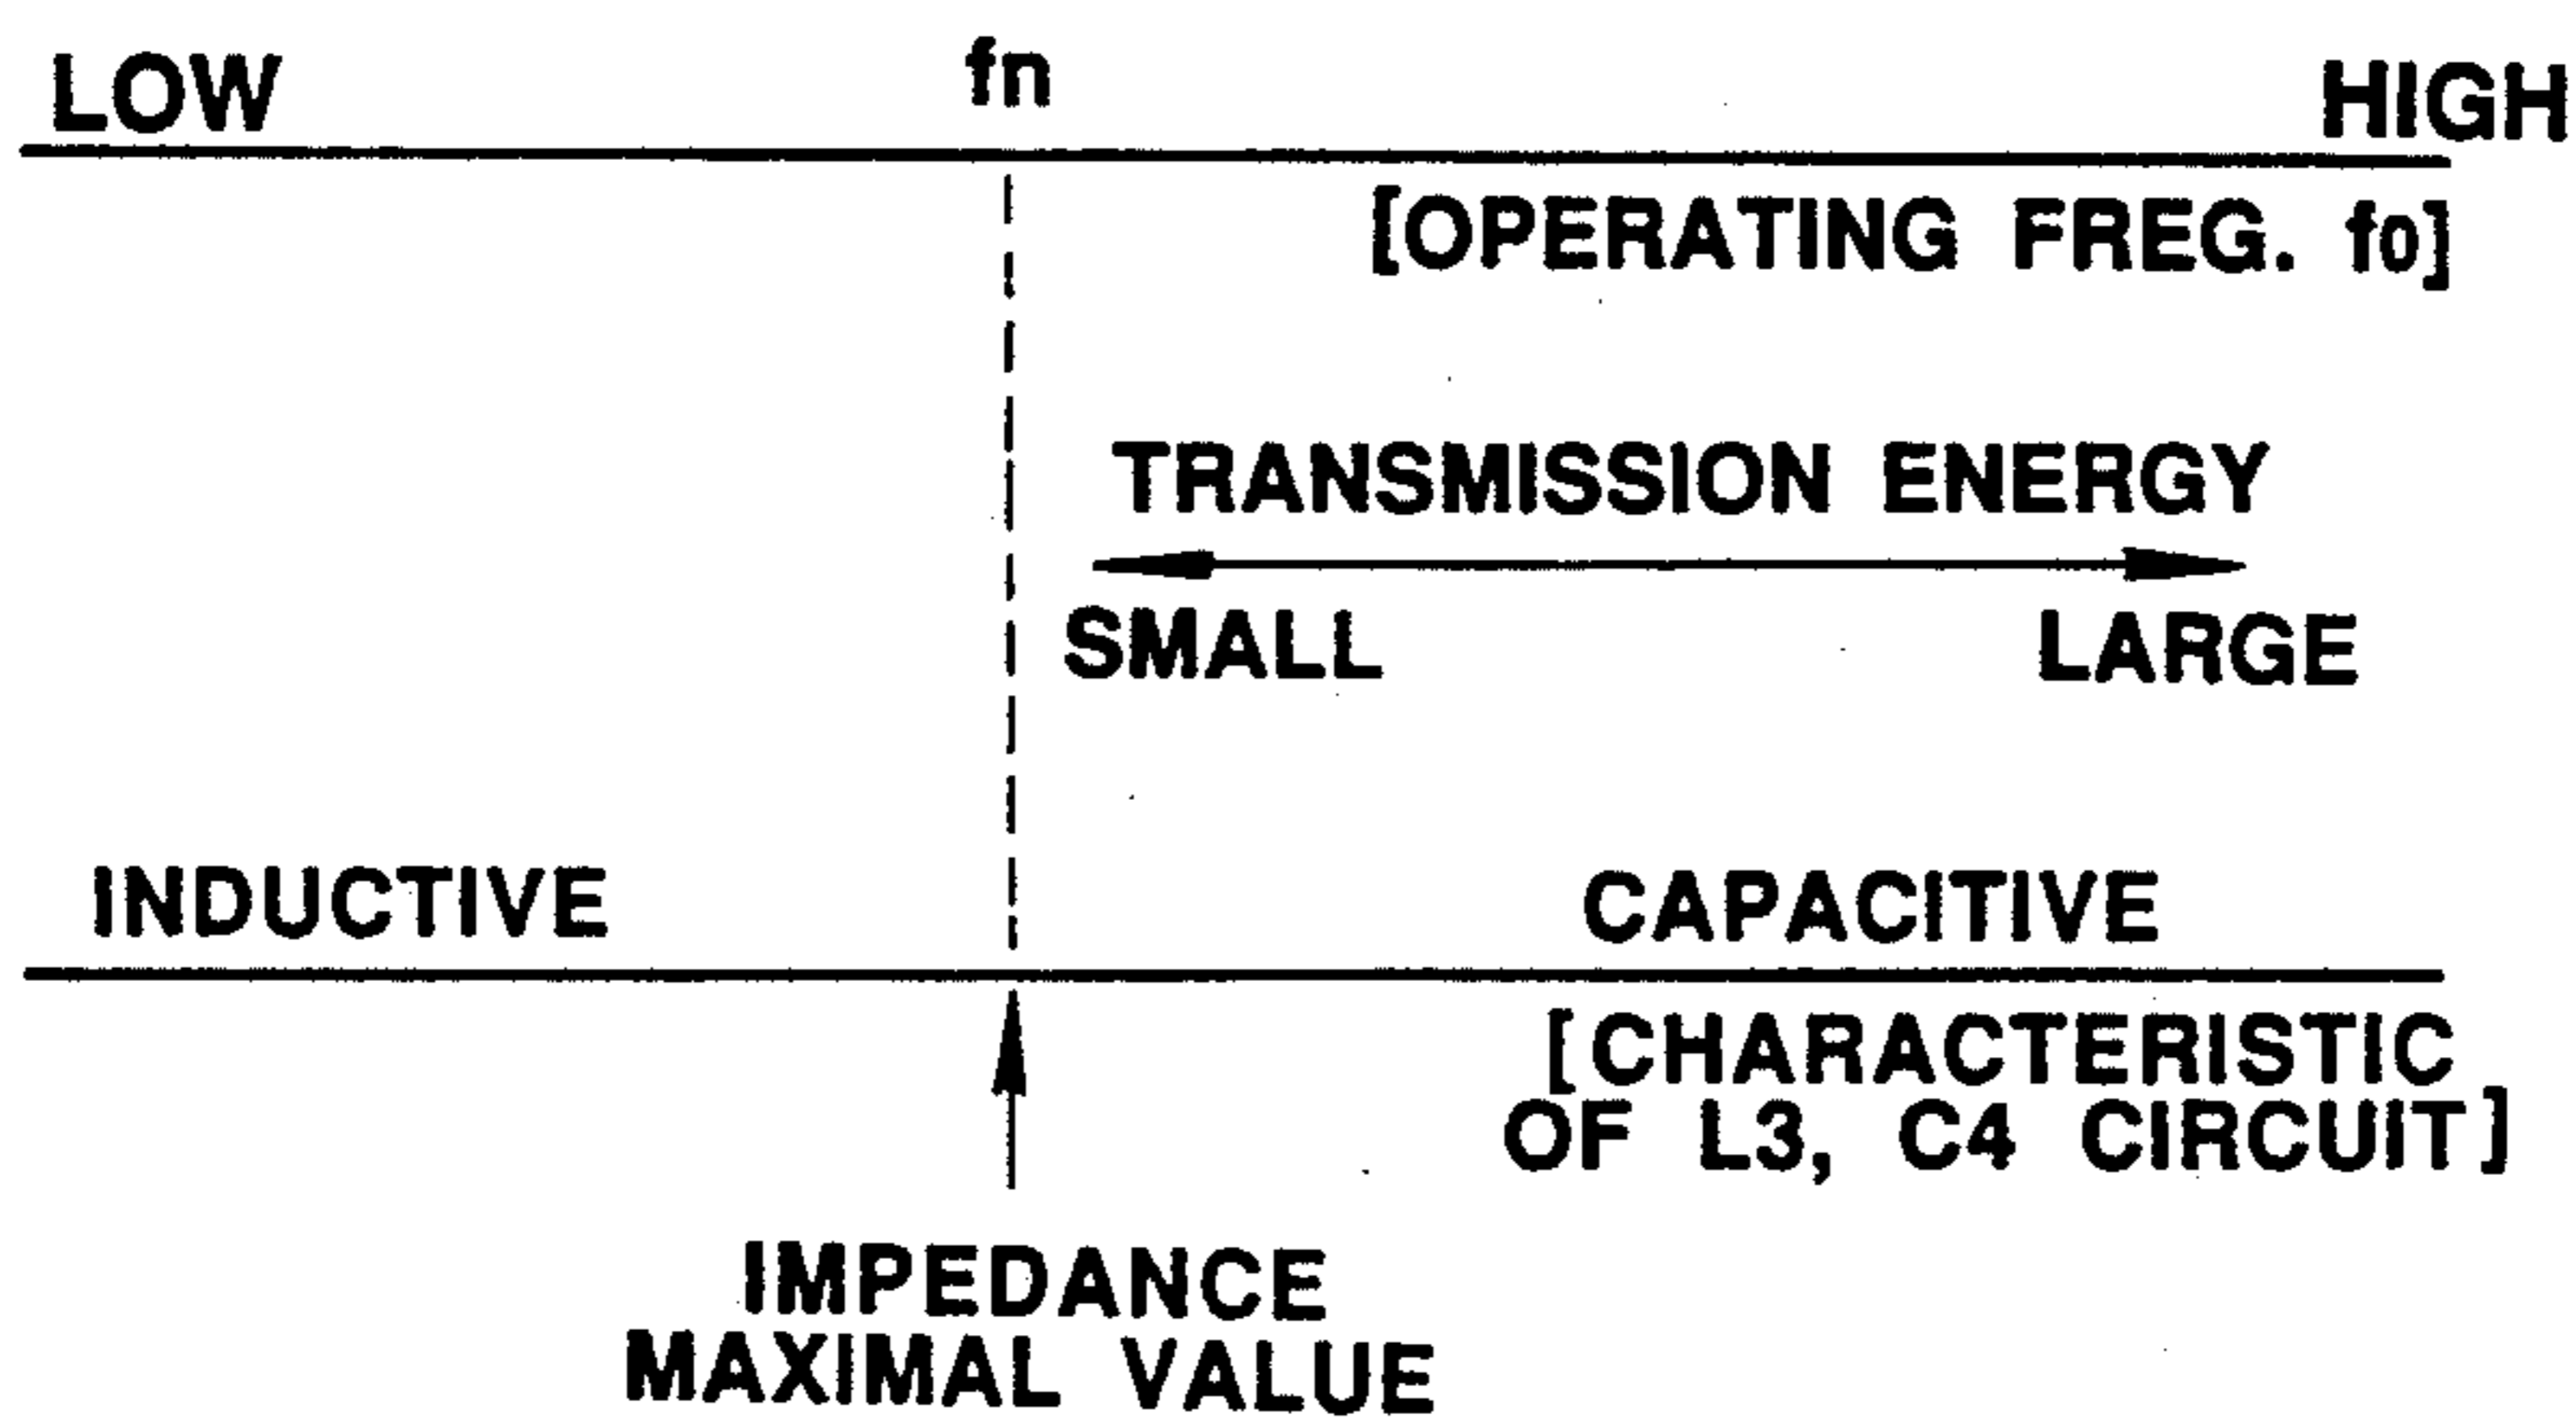 LOW fn HIGH
[OPERATING FREG. fo]
TRANSMISSION ENERGY
SMALL LARGE
INDUCTIVE CAPACITIVE
[CHARACTERISTIC
OF L3, C4 CIRCUIT]
IMPEDANCE
MAXIMAL VALUE